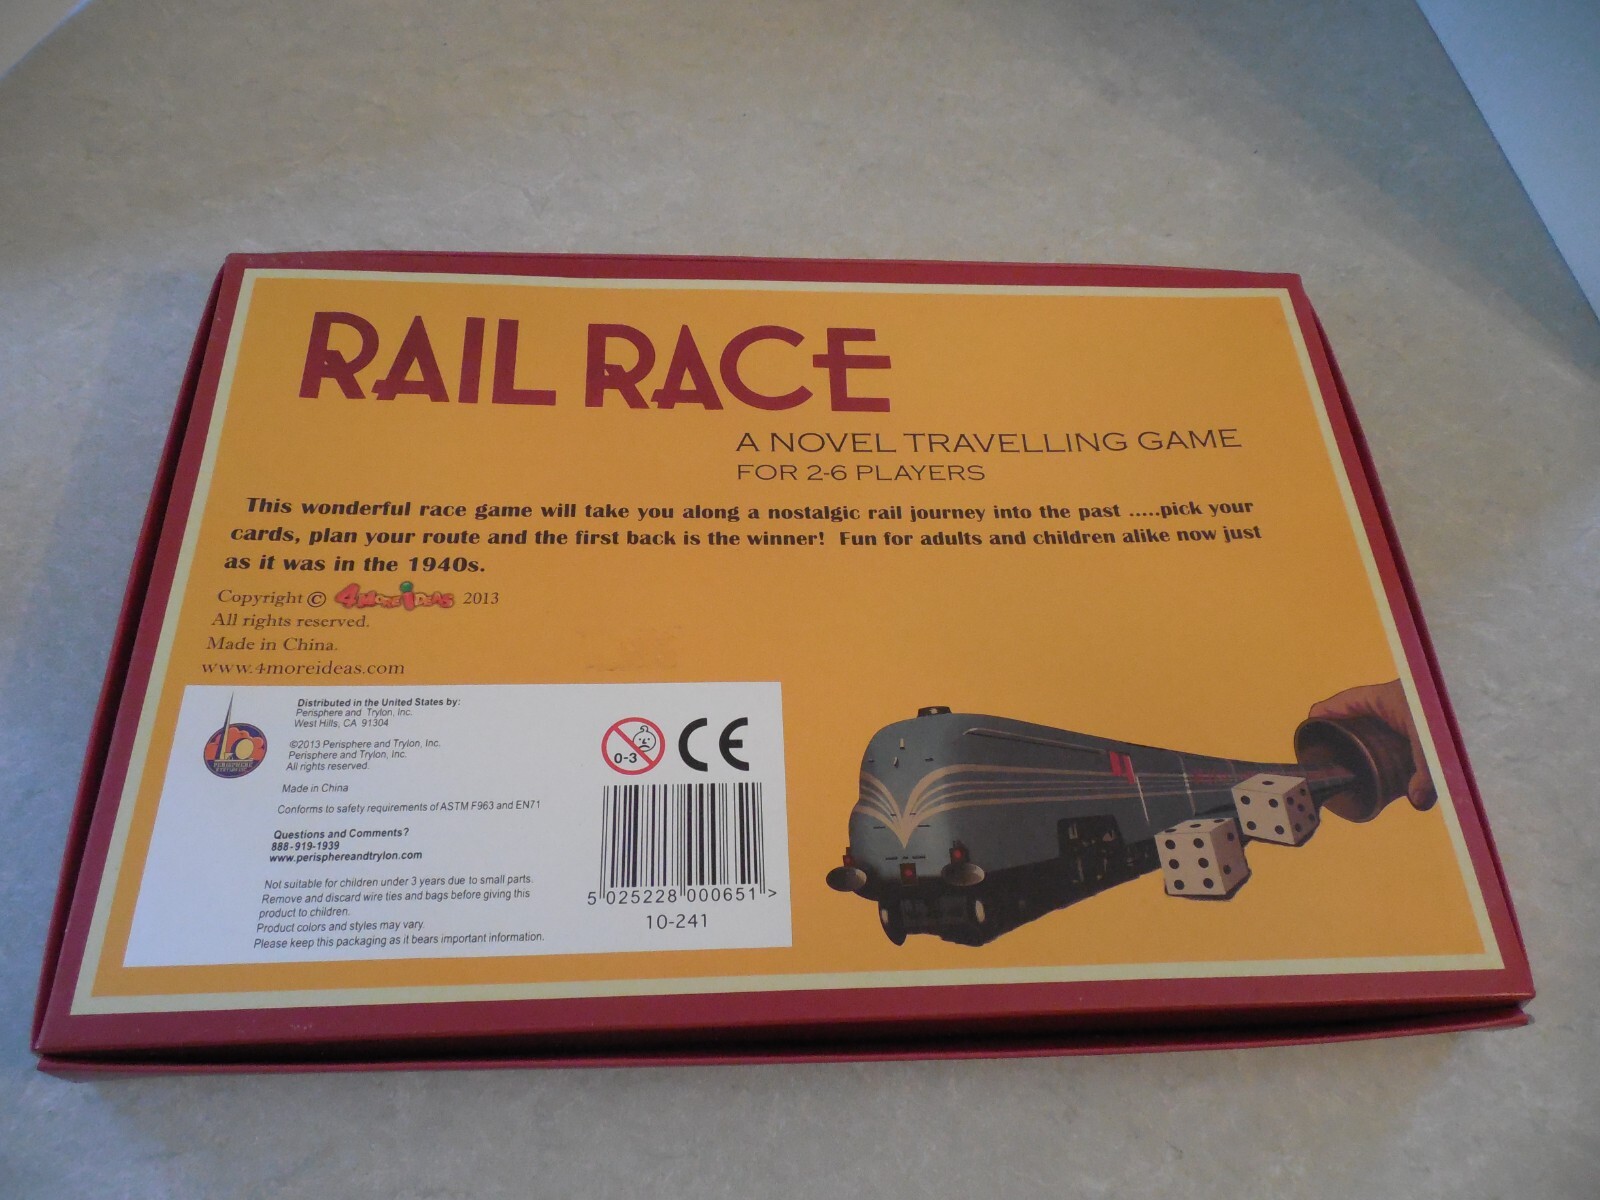 RAIL RACE
A NOVEL TRAVELLING GAME
FOR 2-6 PLAYERS
This wonderful race game will take you along a nostalgic rail journey into the past .....pick your
cards, plan your route and the first back is the winner! Fun for adults and children alike now just
as it was in the 1940s.
Copyright © 4MoreiDeas 2013
All rights reserved.
Made in China.
www.4moreideas.com
PERISPHERE
Distributed in the United States by:
Perisphere and Trylon, Inc.
West Hills, CA 91304
©2013 Perisphere and Trylon, Inc.
Perisphere and Trylon, Inc.
All rights reserved.
Made in China
Conforms to safety requirements of ASTM F963 and EN71
Questions and Comments?
888-919-1939
www.perisphereandtrylon.com
Not suitable for children under 3 years due to small parts.
Remove and discard wire ties and bags before giving this
product to children.
Product colors and styles may vary.
Please keep this packaging as it bears important information.
0-3
CE
5 025228 000651 >
10-241